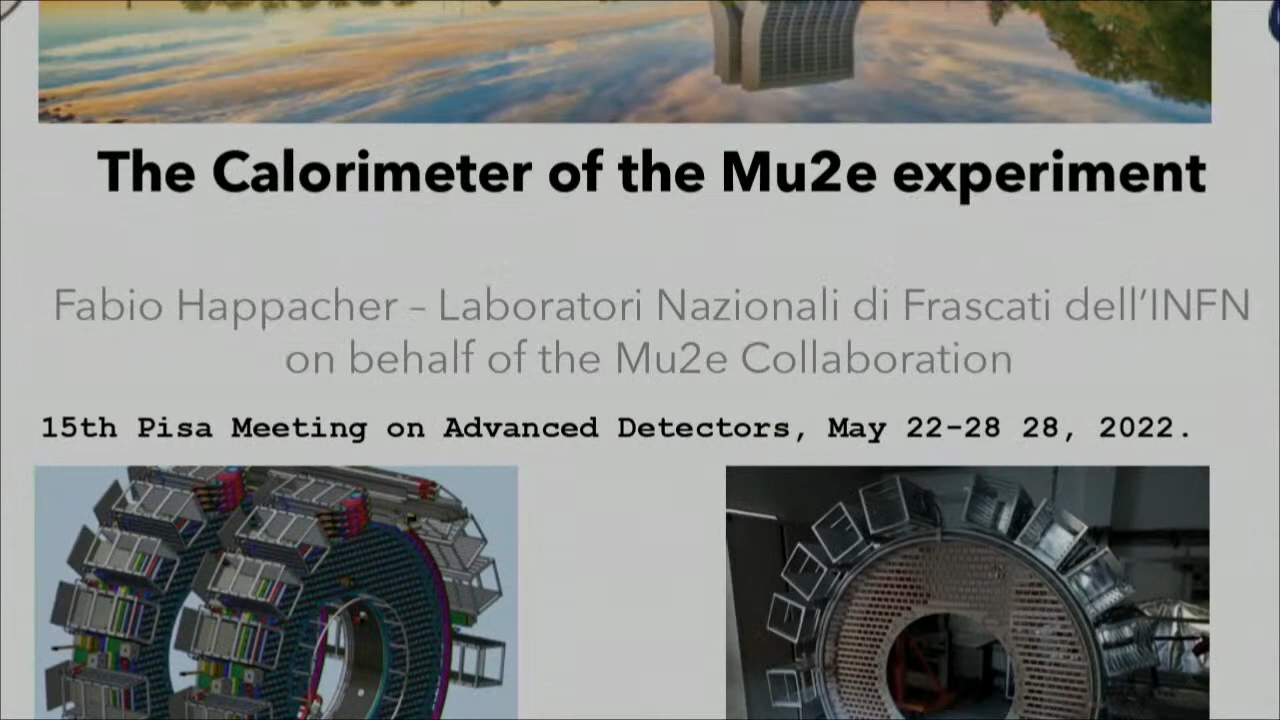 The Calorimeter of the Mu2e experiment
Fabio Happacher – Laboratori Nazionali di Frascati dell’INFN
on behalf of the Mu2e Collaboration
15th Pisa Meeting on Advanced Detectors, May 22-28 28, 2022.